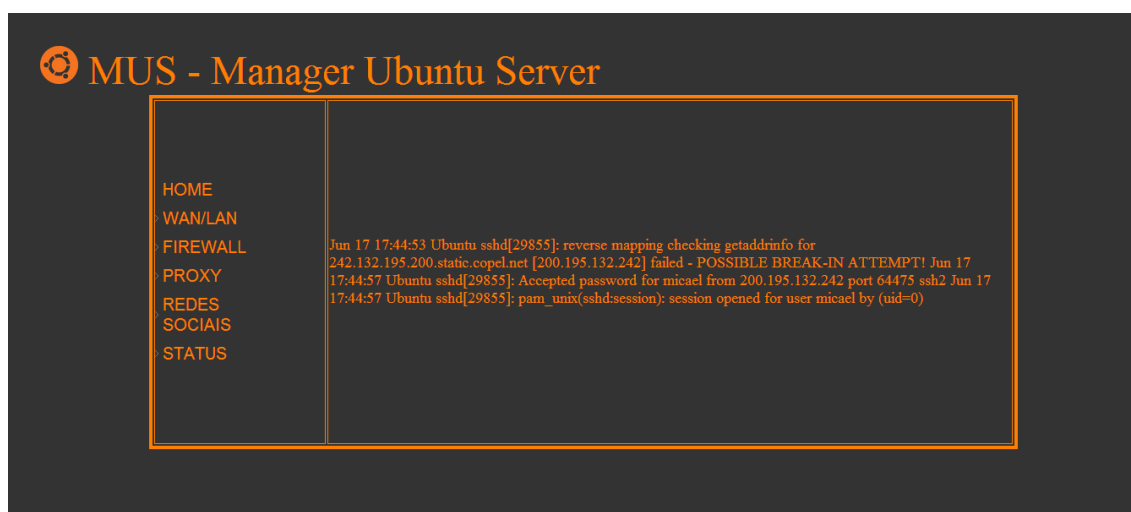 MUS - Manager Ubuntu Server
HOME
WAN/LAN
FIREWALL
PROXY
REDES
SOCIAIS
STATUS
Jun 17 17:44:53 Ubuntu sshd[29855]: reverse mapping checking getaddrinfo for
242.132.195.200.static.copel.net [200.195.132.242] failed - POSSIBLE BREAK-IN ATTEMPT! Jun 17
17:44:57 Ubuntu sshd[29855]: Accepted password for micael from 200.195.132.242 port 64475 ssh2 Jun 17
17:44:57 Ubuntu sshd[29855]: pam_unix(sshd:session): session opened for user micael by (uid=0)